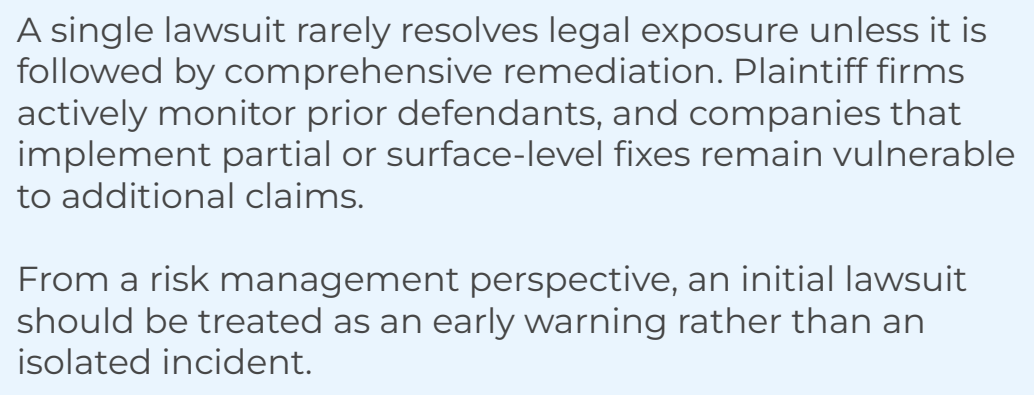 A single lawsuit rarely resolves legal exposure unless it is
followed by comprehensive remediation. Plaintiff firms
actively monitor prior defendants, and companies that
implement partial or surface-level fixes remain vulnerable
to additional claims.
From a risk management perspective, an initial lawsuit
should be treated as an early warning rather than an
isolated incident.